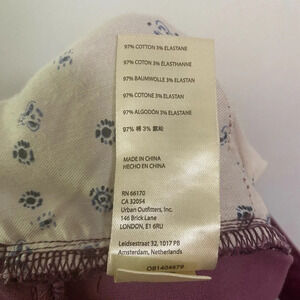 97% COTTON 3% ELASTANE
97% COTON 3% ÉLASTHANNE
97% BAUMWOLLE 3% ELASTAN
97% COTONE 3% ELASTAN
97% ALGODÓN 3% ELASTANO
97% 棉 3%
MADE IN CHINA
HECHO EN CHINA
RN 66170
CA 32054
Urban Outfitters, Inc.
146 Brick Lane
LONDON, E1 6RU
Leidsestraat 32, 1017 PB
Amsterdam, Netherlands
OB1404679